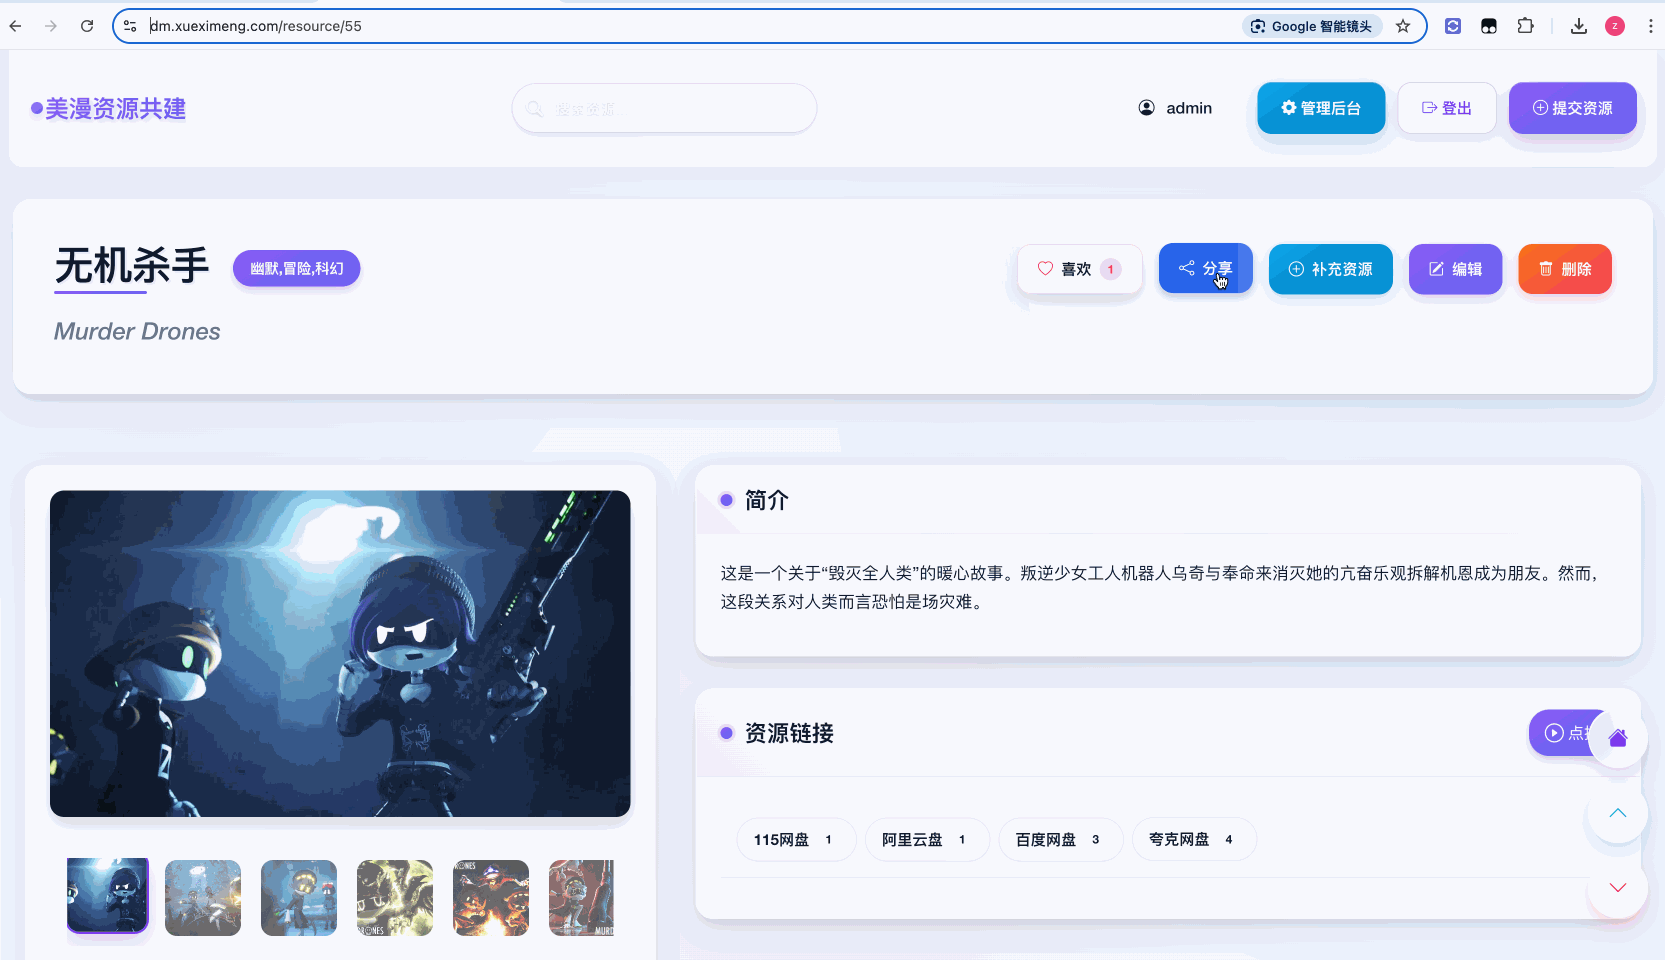 dm.xueximeng.com/resource/55
Google 智能镜头
z
美漫资源共建
搜索资源...
admin
管理后台
登出
提交资源
无机杀手
幽默,冒险,科幻
喜欢 1
分享
补充资源
编辑
删除
Murder Drones
简介
这是一个关于“毁灭全人类”的暖心故事。叛逆少女工人机器人乌奇与奉命来消灭她的亢奋乐观拆解机恩成为朋友。然而，
这段关系对人类而言恐怕是场灾难。
资源链接
点
115网盘 1
阿里云盘 1
百度网盘 3
夸克网盘 4